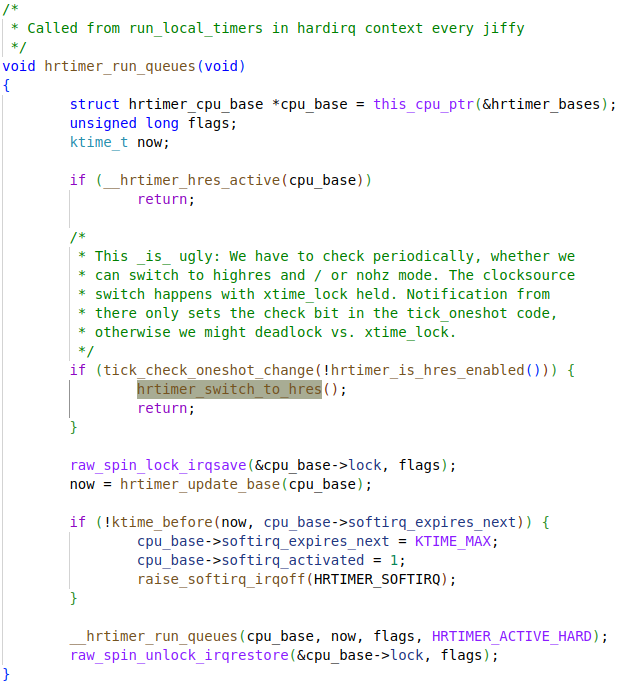 /*
 * Called from run_local_timers in hardirq context every jiffy
 */
void hrtimer_run_queues(void)
{
        struct hrtimer_cpu_base *cpu_base = this_cpu_ptr(&hrtimer_bases);
        unsigned long flags;
        ktime_t now;

        if (__hrtimer_hres_active(cpu_base))
                return;

        /*
         * This _is_ ugly: We have to check periodically, whether we
         * can switch to highres and / or nohz mode. The clocksource
         * switch happens with xtime_lock held. Notification from
         * there only sets the check bit in the tick_oneshot code,
         * otherwise we might deadlock vs. xtime_lock.
         */
        if (tick_check_oneshot_change(!hrtimer_is_hres_enabled())) {
                hrtimer_switch_to_hres();
                return;
        }

        raw_spin_lock_irqsave(&cpu_base->lock, flags);
        now = hrtimer_update_base(cpu_base);

        if (!ktime_before(now, cpu_base->softirq_expires_next)) {
                cpu_base->softirq_expires_next = KTIME_MAX;
                cpu_base->softirq_activated = 1;
                raise_softirq_irqoff(HRTIMER_SOFTIRQ);
        }

        __hrtimer_run_queues(cpu_base, now, flags, HRTIMER_ACTIVE_HARD);
        raw_spin_unlock_irqrestore(&cpu_base->lock, flags);
}